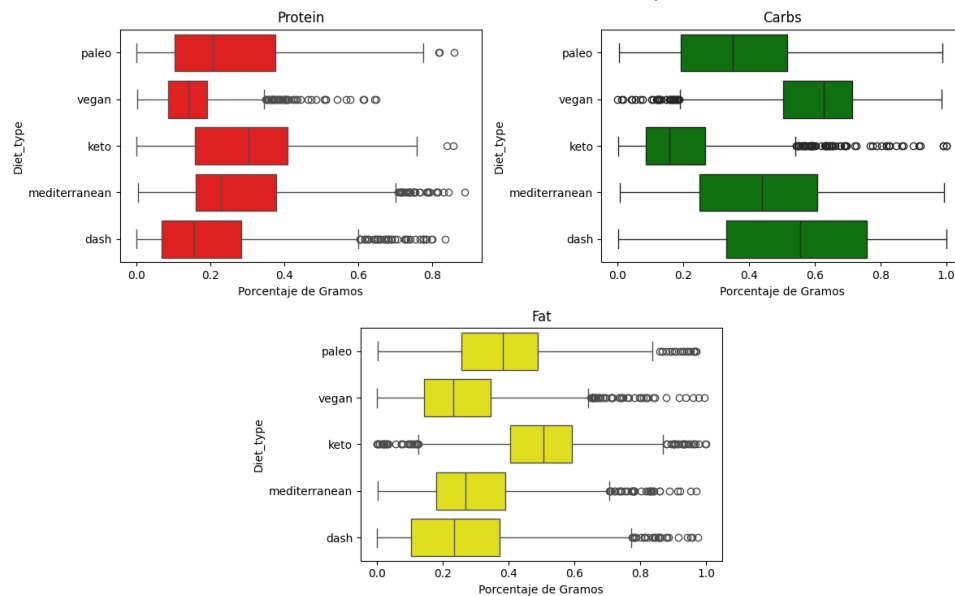 Protein
Diet_type
paleo
vegan
keto
mediterranean
dash
0.0 0.2 0.4 0.6 0.8
Porcentaje de Gramos
Carbs
Diet_type
paleo
vegan
keto
mediterranean
dash
0.0 0.2 0.4 0.6 0.8 1.0
Porcentaje de Gramos
Fat
Diet_type
paleo
vegan
keto
mediterranean
dash
0.0 0.2 0.4 0.6 0.8 1.0
Porcentaje de Gramos